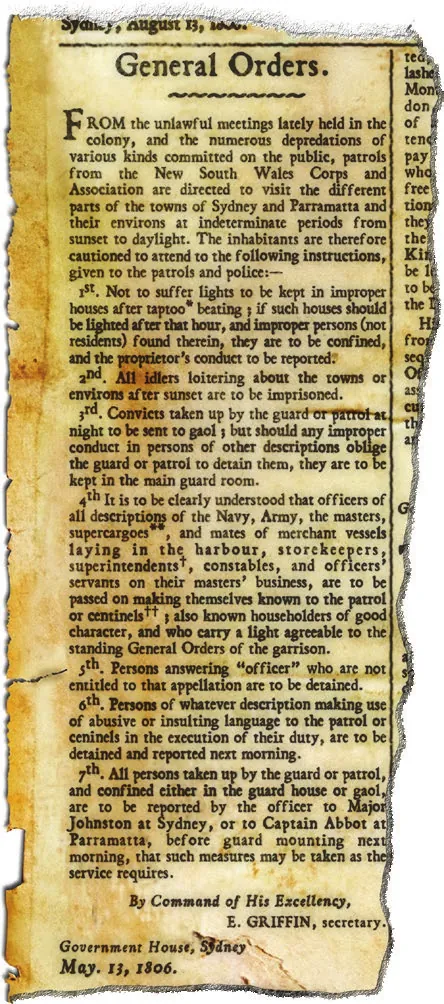 Sydney, August 13, 1806.
General Orders.
FROM the unlawful meetings lately held in the
colony, and the numerous depredations of
various kinds committed on the public, patrols
from the New South Wales Corps and
Association are directed to visit the different
parts of the towns of Sydney and Parramatta and
their environs at indeterminate periods from
sunset to daylight. The inhabitants are therefore
cautioned to attend to the following instructions,
given to the patrols and police:—
1st. Not to suffer lights to be kept in improper
houses after taptoo* beating ; if such houses should
be lighted after that hour, and improper persons (not
residents) found therein, they are to be confined,
and the proprietor's conduct to be reported.
2nd. All idlers loitering about the towns or
environs after sunset are to be imprisoned.
3rd. Convicts taken up by the guard or patrol at
night to be sent to gaol ; but should any improper
conduct in persons of other descriptions oblige
the guard or patrol to detain them, they are to be
kept in the main guard room.
4th It is to be clearly understood that officers of
all descriptions of the Navy, Army, the masters,
supercargoes**, and mates of merchant vessels
laying in the harbour, storekeepers,
superintendents†, constables, and officers'
servants on their masters' business, are to be
passed on making themselves known to the patrol
or centinels†† ; also known householders of good
character, and who carry a light agreeable to the
standing General Orders of the garrison.
5th. Persons answering "officer" who are not
entitled to that appellation are to be detained.
6th. Persons of whatever description making use
of abusive or insulting language to the patrol or
ceninels in the execution of their duty, are to be
detained and reported next morning.
7th. All persons taken up by the guard or patrol,
and confined either in the guard house or gaol,
are to be reported by the officer to Major
Johnston at Sydney, or to Captain Abbot at
Parramatta, before guard mounting next
morning, that such measures may be taken as the
service requires.
By Command of His Excellency,
E. GRIFFIN, secretary.
Government House, Sydney
May. 13, 1806.